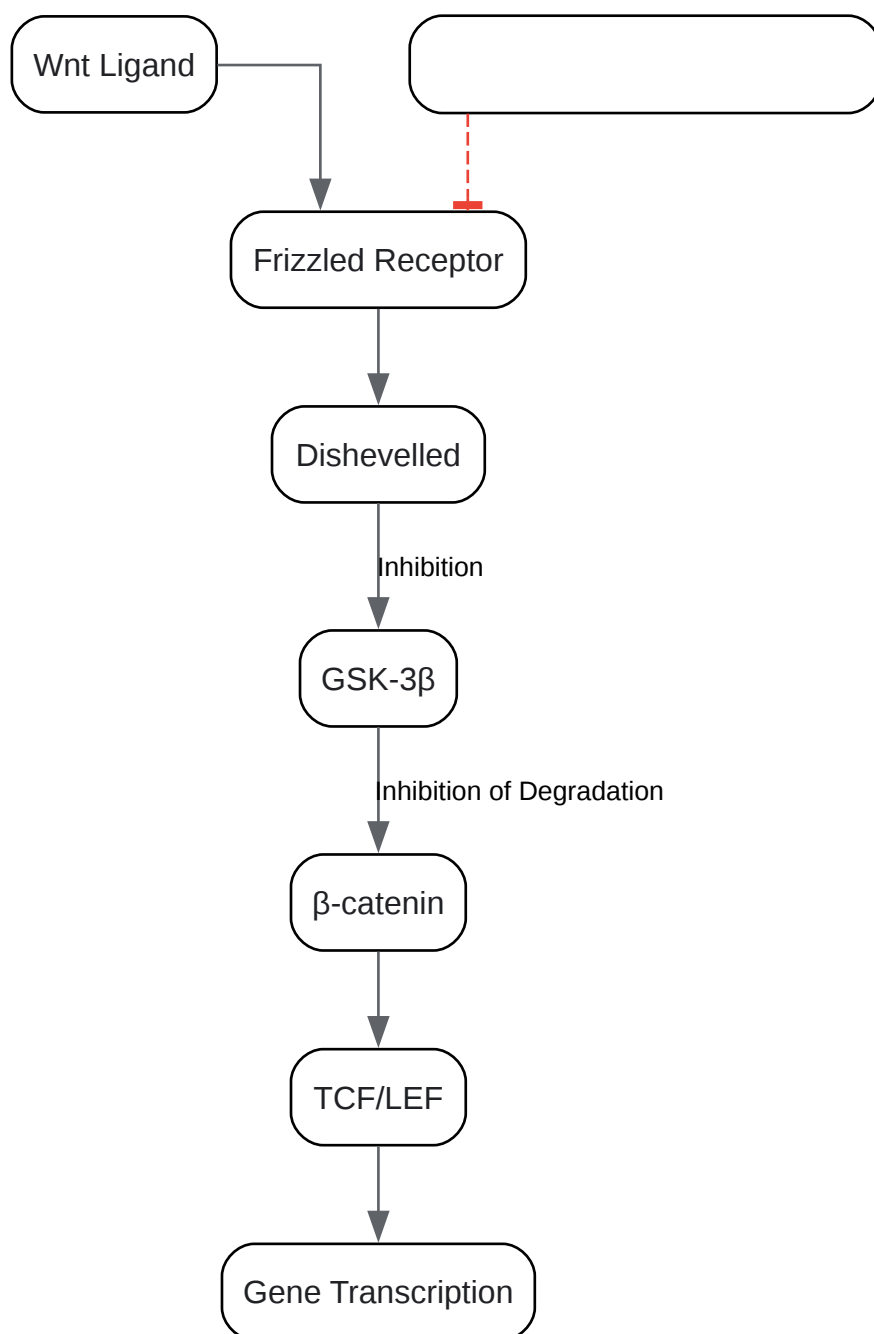 Wnt Ligand
Frizzled Receptor
Dishevelled
Inhibition
GSK-3β
Inhibition of Degradation
β-catenin
TCF/LEF
Gene Transcription